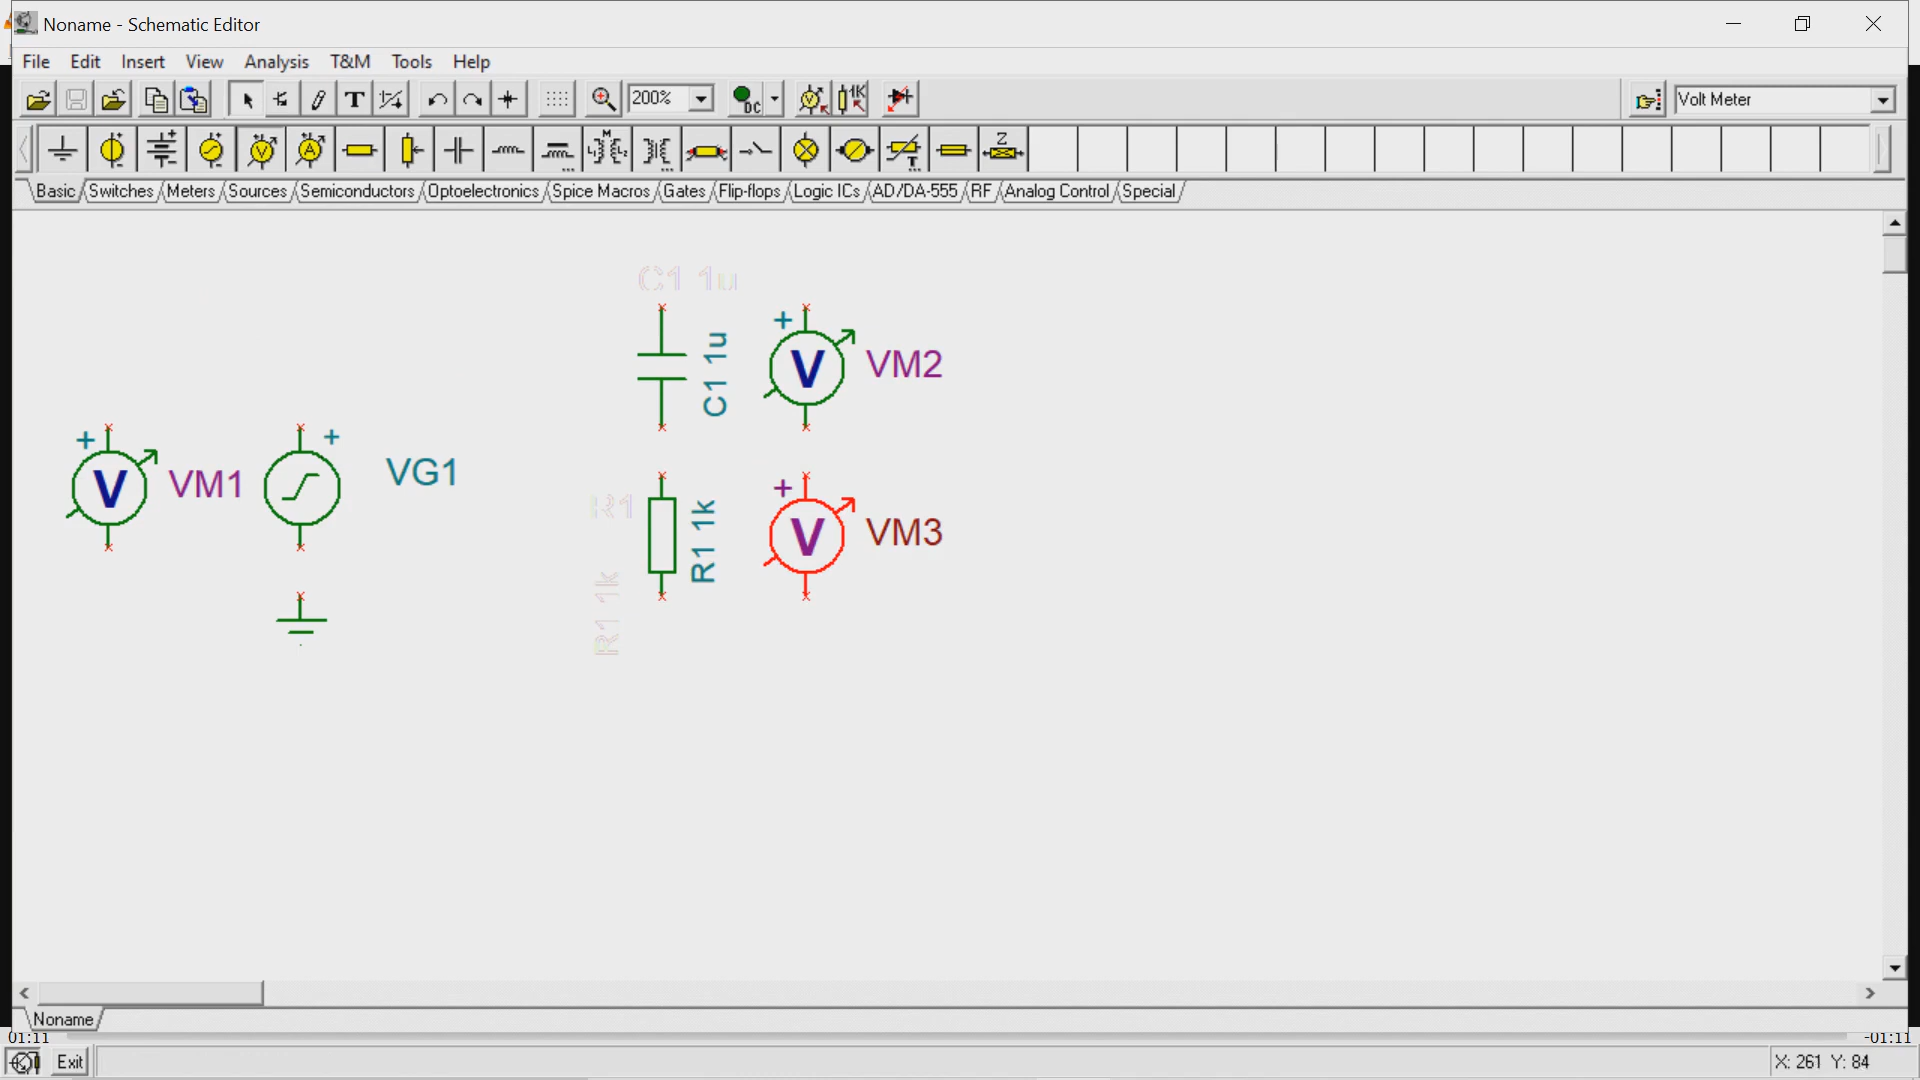 Noname - Schematic Editor
File Edit Insert View Analysis T&M Tools Help
T 200% DC 1K Volt Meter
M Z
Basic Switches Meters Sources Semiconductors Optoelectronics Spice Macros Gates Flip-flops Logic ICs AD/DA-555 RF Analog Control Special
C1 1u
C1 1u
+ V VM2
+ V VM1
+ VG1
R1
R1 1k
R1 1k
+ V VM3
Noname
01:11 -01:11
Exit X: 261 Y: 84